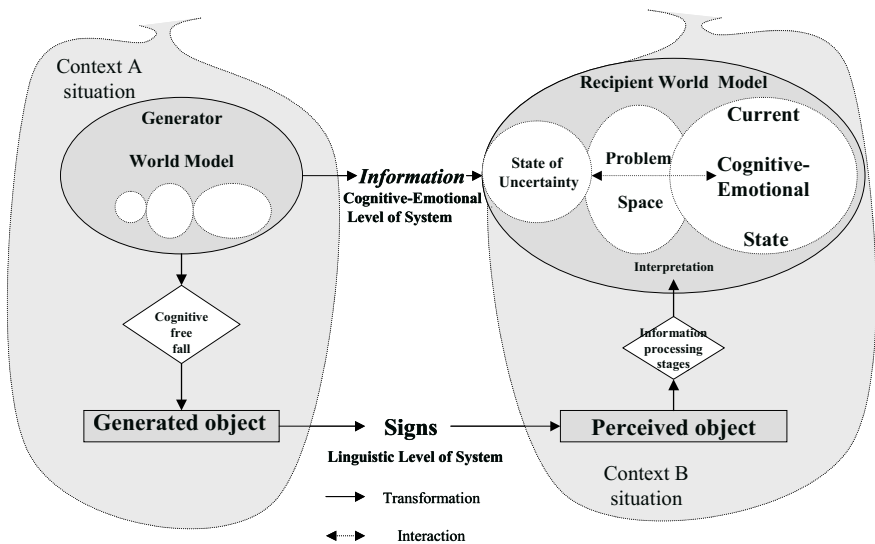 Context A
situation
Generator
World Model
Information
Cognitive-Emotional
Level of System
Recipient World Model
State of
Uncertainty
Problem
Space
Current
Cognitive-
Emotional
State
Interpretation
Cognitive
free
fall
Information
processing
stages
Generated object
Signs
Linguistic Level of System
Perceived object
Context B
situation
Transformation
Interaction